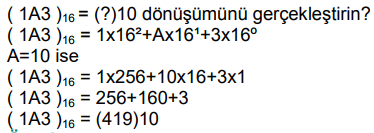 ( 1A3 )₁₆ = (?)10 dönüşümünü gerçekleştirin?
( 1A3 )₁₆ = 1x16²+Ax16¹+3x16º
A=10 ise
( 1A3 )₁₆ = 1x256+10x16+3x1
( 1A3 )₁₆ = 256+160+3
( 1A3 )₁₆ = (419)10